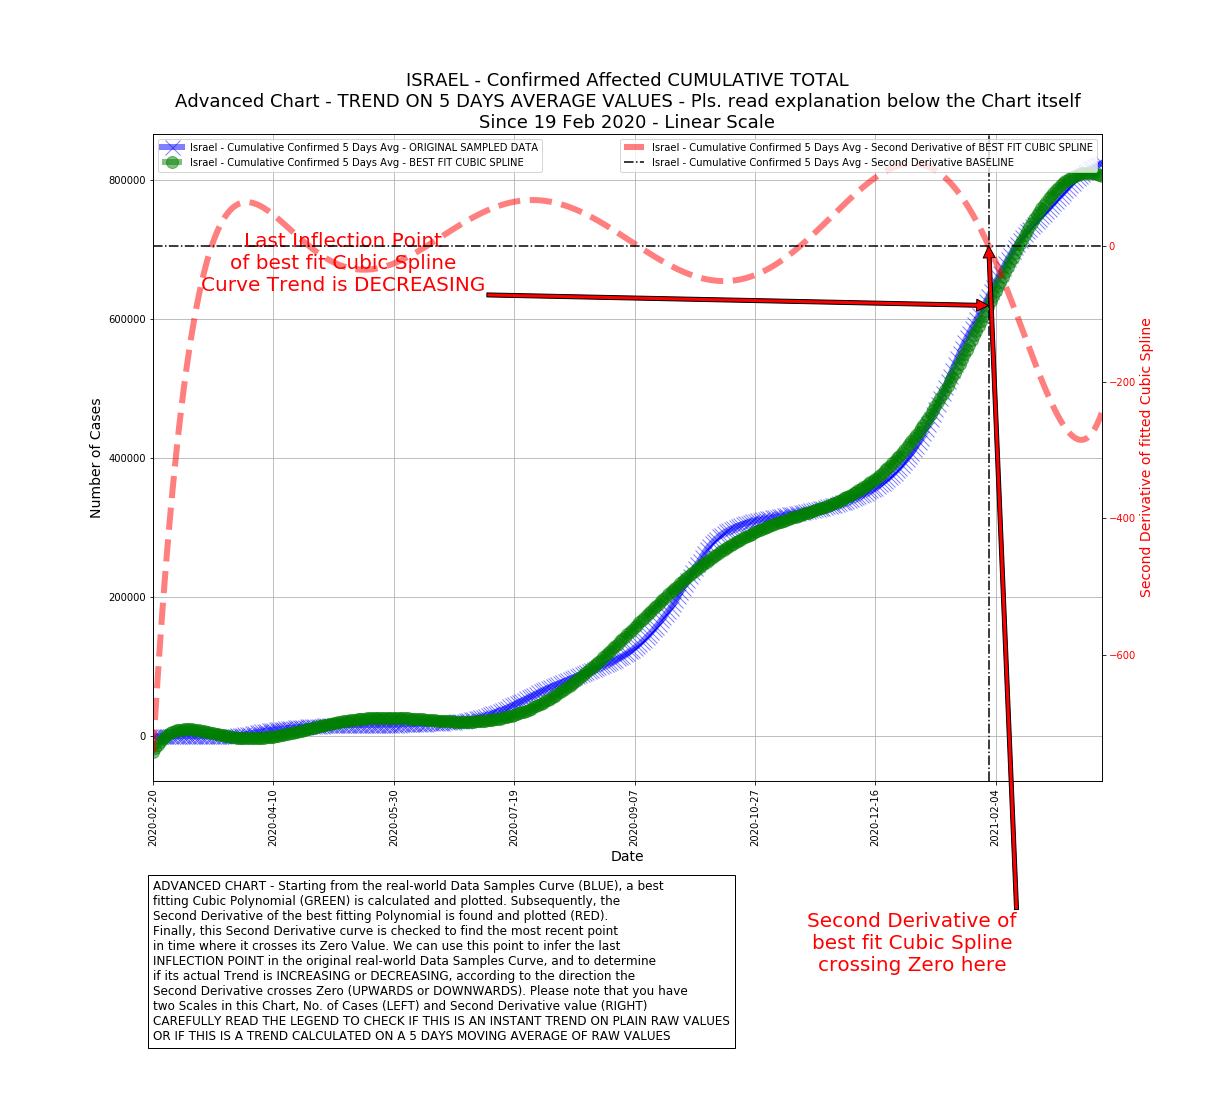 ISRAEL - Confirmed Affected CUMULATIVE TOTAL
Advanced Chart - TREND ON 5 DAYS AVERAGE VALUES - Pls. read explanation below the Chart itself
Since 19 Feb 2020 - Linear Scale
Israel - Cumulative Confirmed 5 Days Avg - ORIGINAL SAMPLED DATA
Israel - Cumulative Confirmed 5 Days Avg - BEST FIT CUBIC SPLINE
Israel - Cumulative Confirmed 5 Days Avg - Second Derivative of BEST FIT CUBIC SPLINE
Israel - Cumulative Confirmed 5 Days Avg - Second Derivative BASELINE
Last Inflection Point
of best fit Cubic Spline
Curve Trend is DECREASING
Number of Cases
800000
600000
400000
200000
0
0
−200
−400
−600
Second Derivative of fitted Cubic Spline
2020-02-20
2020-04-10
2020-05-30
2020-07-19
2020-09-07
2020-10-27
2020-12-16
2021-02-04
Date
Second Derivative of
best fit Cubic Spline
crossing Zero here
ADVANCED CHART - Starting from the real-world Data Samples Curve (BLUE), a best
fitting Cubic Polynomial (GREEN) is calculated and plotted. Subsequently, the
Second Derivative of the best fitting Polynomial is found and plotted (RED).
Finally, this Second Derivative curve is checked to find the most recent point
in time where it crosses its Zero Value. We can use this point to infer the last
INFLECTION POINT in the original real-world Data Samples Curve, and to determine
if its actual Trend is INCREASING or DECREASING, according to the direction the
Second Derivative crosses Zero (UPWARDS or DOWNWARDS). Please note that you have
two Scales in this Chart, No. of Cases (LEFT) and Second Derivative value (RIGHT)
CAREFULLY READ THE LEGEND TO CHECK IF THIS IS AN INSTANT TREND ON PLAIN RAW VALUES
OR IF THIS IS A TREND CALCULATED ON A 5 DAYS MOVING AVERAGE OF RAW VALUES